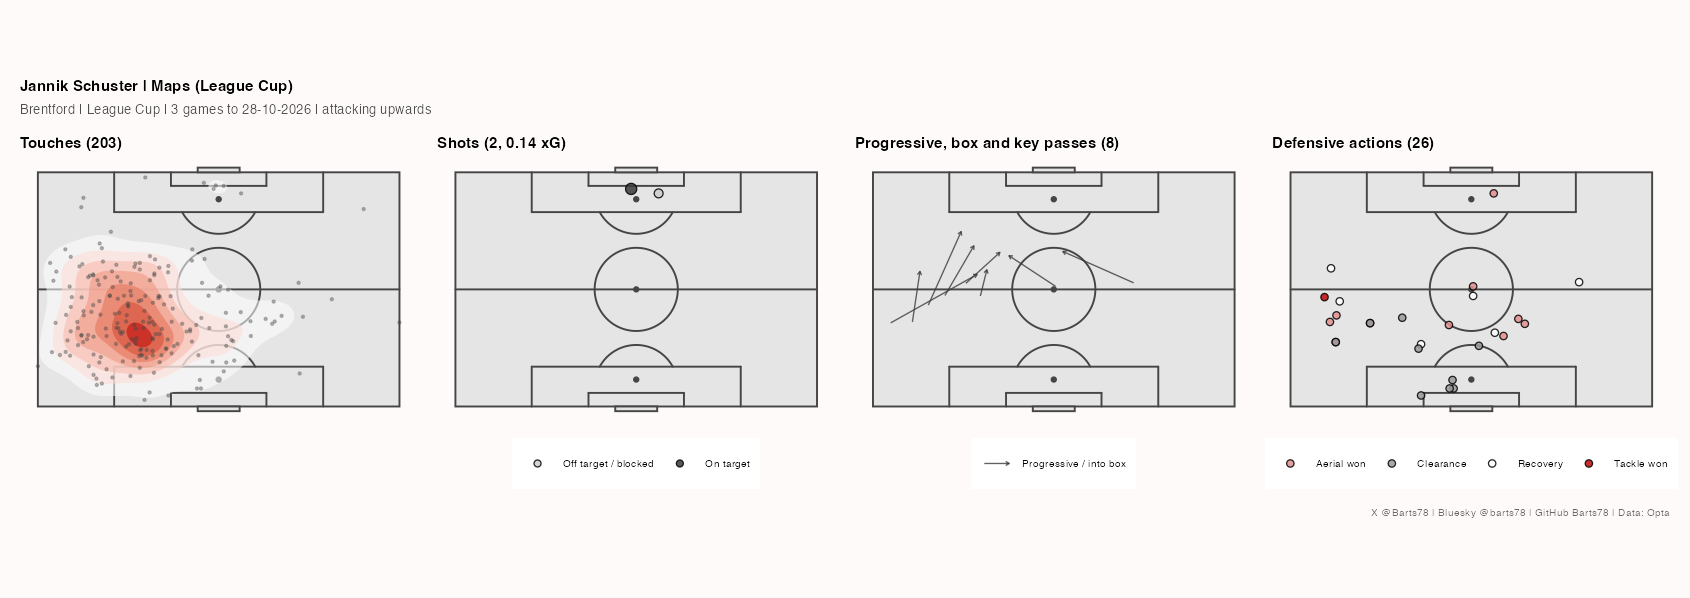 Jannik Schuster | Maps (League Cup)
Brentford | League Cup | 3 games to 28-10-2026 | attacking upwards
Touches (203)
Shots (2, 0.14 xG)
Progressive, box and key passes (8)
Defensive actions (26)
Off target / blocked
On target
Progressive / into box
Aerial won
Clearance
Recovery
Tackle won
X @Barts78 | Bluesky @barts78 | GitHub Barts78 | Data: Opta